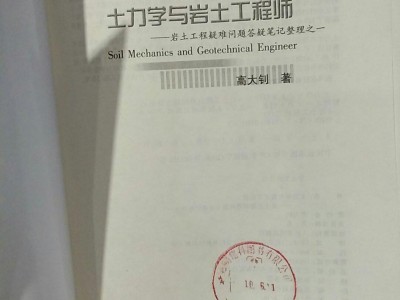 土力学与岩土工程师
——岩土工程疑难问题答疑笔记整理之一
Soil Mechanics and Geotechnical Engineer
高大钊 著